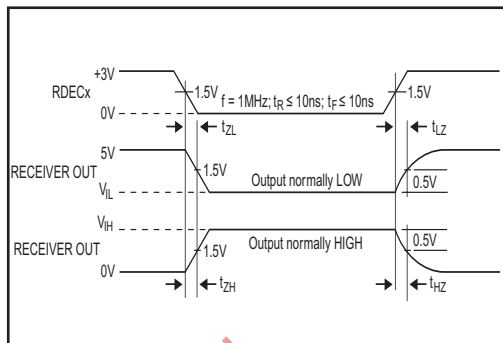 +3V
RDECx
1.5V
f = 1MHz; tR ≤ 10ns; tF ≤ 10ns
1.5V
0V
tZL
tLZ
5V
RECEIVER OUT
1.5V
Output normally LOW
0.5V
VIL
VIH
Output normally HIGH
0.5V
RECEIVER OUT
1.5V
0V
tZH
tHZ